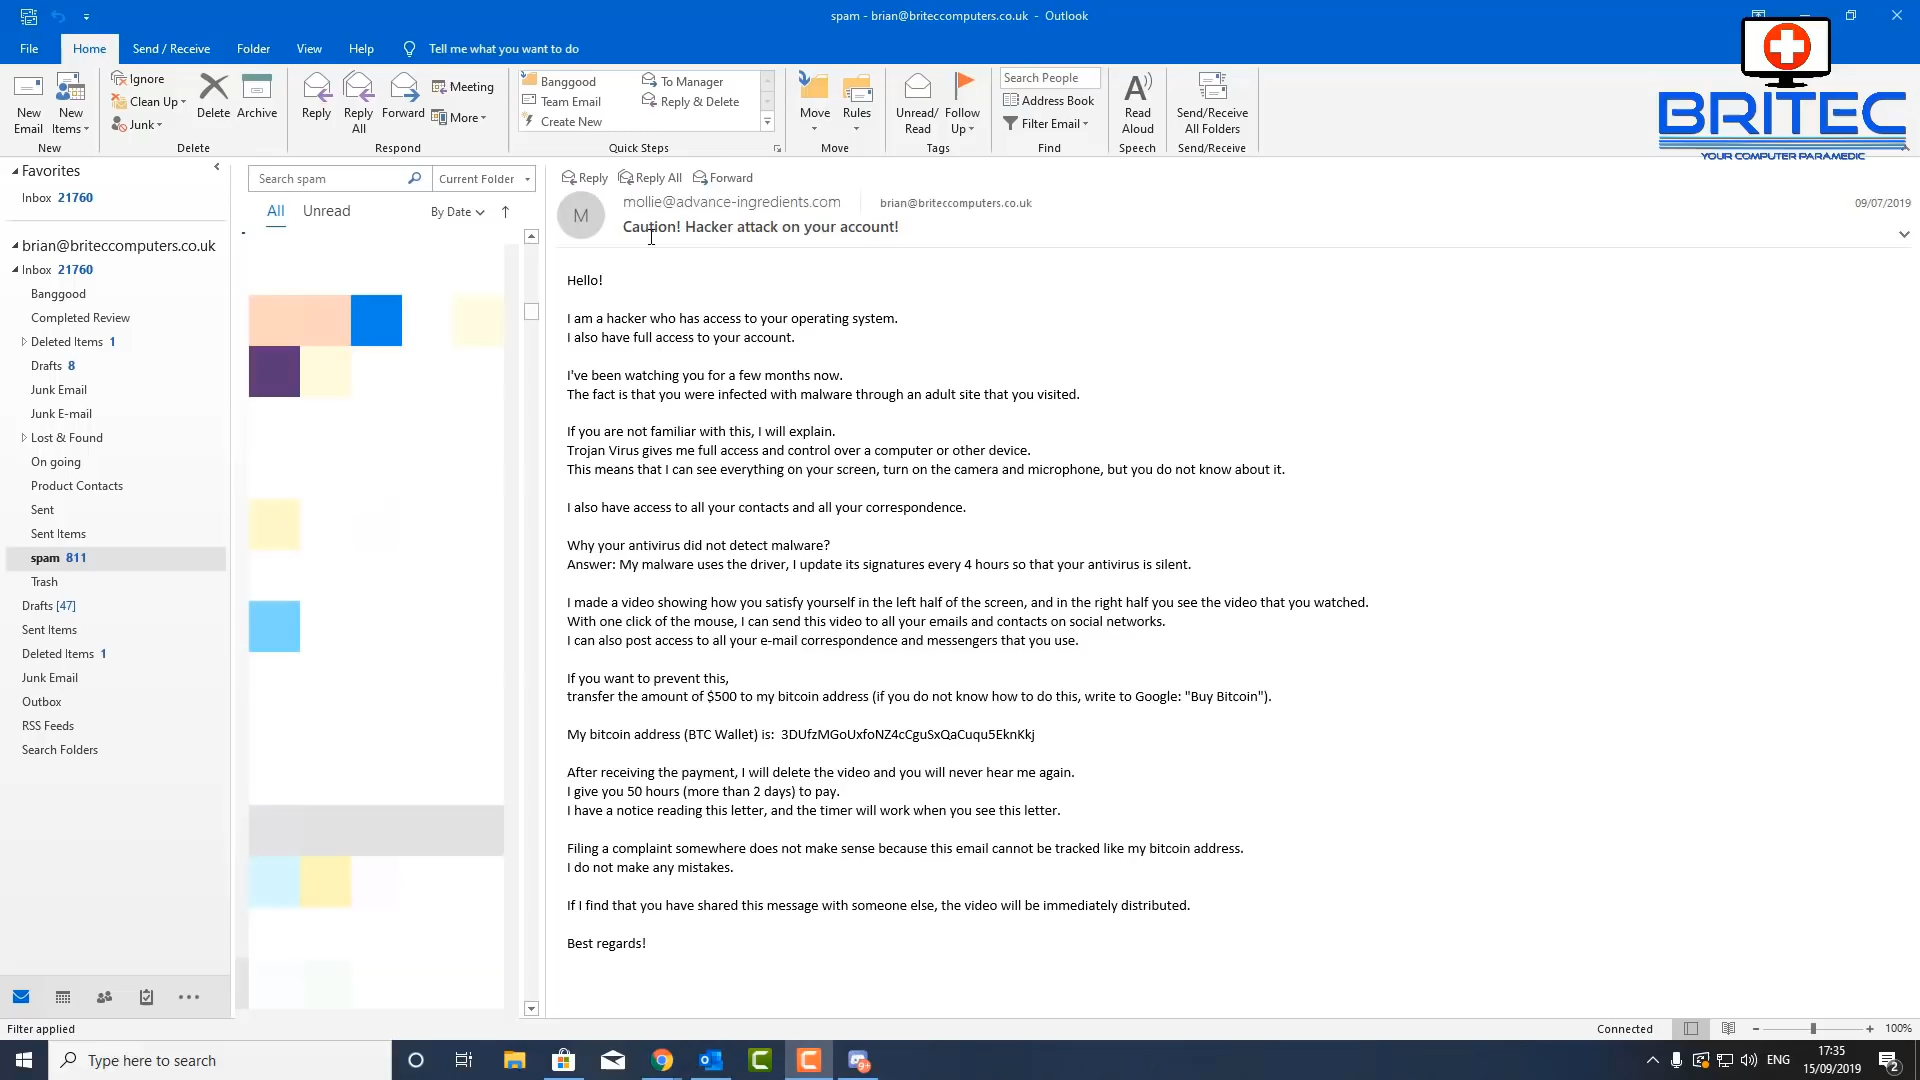 spam - brian@briteccomputers.co.uk - Outlook
File Home Send / Receive Folder View Help Tell me what you want to do
New Email
New Items
New
Ignore
Clean Up
Junk
Delete
Archive
Delete
Reply
Reply All
Forward
Meeting
More
Respond
Banggood
Team Email
Create New
To Manager
Reply & Delete
Quick Steps
Move
Rules
Move
Unread/ Read
Follow Up
Tags
Search People
Address Book
Filter Email
Find
Read Aloud
Speech
Send/Receive All Folders
Send/Receive
BRITEC
YOUR COMPUTER PARAMEDIC
Favorites
Inbox 21760
brian@briteccomputers.co.uk
Inbox 21760
Banggood
Completed Review
Deleted Items 1
Drafts 8
Junk Email
Junk E-mail
Lost & Found
On going
Product Contacts
Sent
Sent Items
spam 811
Trash
Drafts [47]
Sent Items
Deleted Items 1
Junk Email
Outbox
RSS Feeds
Search Folders
Search spam
Current Folder
All Unread By Date
Reply Reply All Forward
M
mollie@advance-ingredients.com brian@briteccomputers.co.uk 09/07/2019
Caution! Hacker attack on your account!
Hello!
I am a hacker who has access to your operating system.
I also have full access to your account.
I've been watching you for a few months now.
The fact is that you were infected with malware through an adult site that you visited.
If you are not familiar with this, I will explain.
Trojan Virus gives me full access and control over a computer or other device.
This means that I can see everything on your screen, turn on the camera and microphone, but you do not know about it.
I also have access to all your contacts and all your correspondence.
Why your antivirus did not detect malware?
Answer: My malware uses the driver, I update its signatures every 4 hours so that your antivirus is silent.
I made a video showing how you satisfy yourself in the left half of the screen, and in the right half you see the video that you watched.
With one click of the mouse, I can send this video to all your emails and contacts on social networks.
I can also post access to all your e-mail correspondence and messengers that you use.
If you want to prevent this,
transfer the amount of $500 to my bitcoin address (if you do not know how to do this, write to Google: "Buy Bitcoin").
My bitcoin address (BTC Wallet) is: 3DUfzMGoUxfoNZ4cCguSxQaCuqu5EknKkj
After receiving the payment, I will delete the video and you will never hear me again.
I give you 50 hours (more than 2 days) to pay.
I have a notice reading this letter, and the timer will work when you see this letter.
Filing a complaint somewhere does not make sense because this email cannot be tracked like my bitcoin address.
I do not make any mistakes.
If I find that you have shared this message with someone else, the video will be immediately distributed.
Best regards!
Filter applied
Connected
100%
Type here to search
9+
ENG
17:35
15/09/2019
2